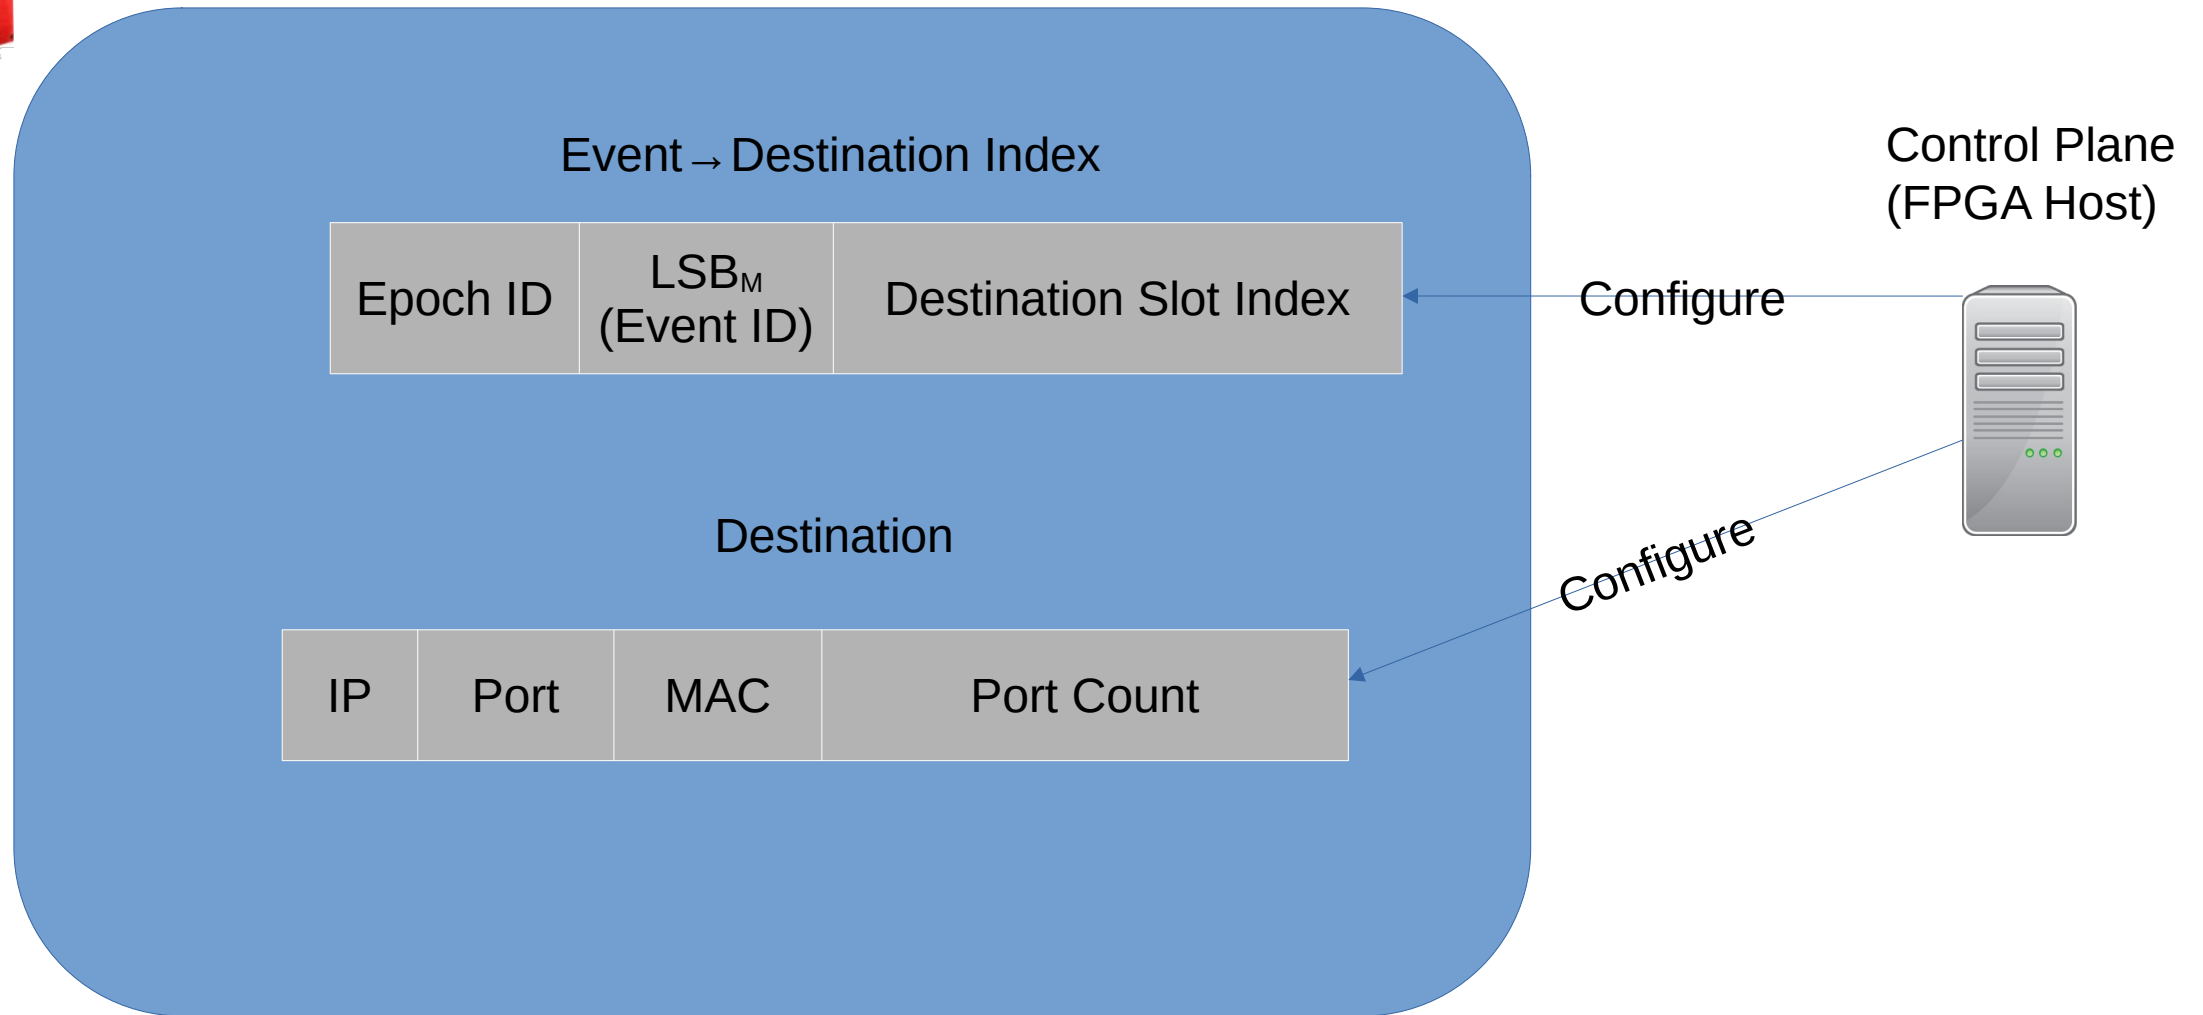 Event→Destination Index
Control Plane
(FPGA Host)
Epoch ID
LSBM
(Event ID)
Destination Slot Index
Configure
Destination
Configure
IP
Port
MAC
Port Count